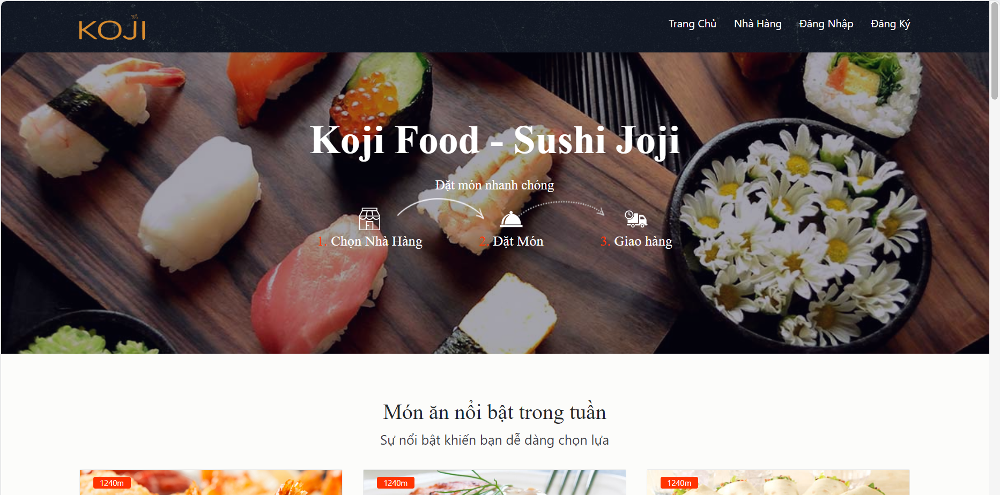 KOJI
Trang Chủ Nhà Hàng Đăng Nhập Đăng Ký
Koji Food - Sushi Joji
Đặt món nhanh chóng
1. Chọn Nhà Hàng 2. Đặt Món 3. Giao hàng
Món ăn nổi bật trong tuần
Sự nổi bật khiến bạn dễ dàng chọn lựa
1240m 1240m 1240m